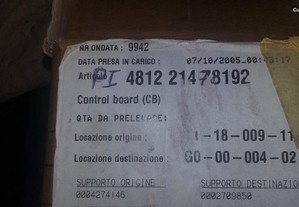 NR ONDATA : 9942
DATA PRESA IN CARICO : 07/10/2005
Articolo PI 4812 21478192
Control board (CB)
QTA DA PRELEVARE:
Locazione origine : 1-18-009-11
Locazione destinazione : G0-00-004-02
SUPPORTO ORIGINE SUPPORTO DESTINAZIO
0004274146 0002709850